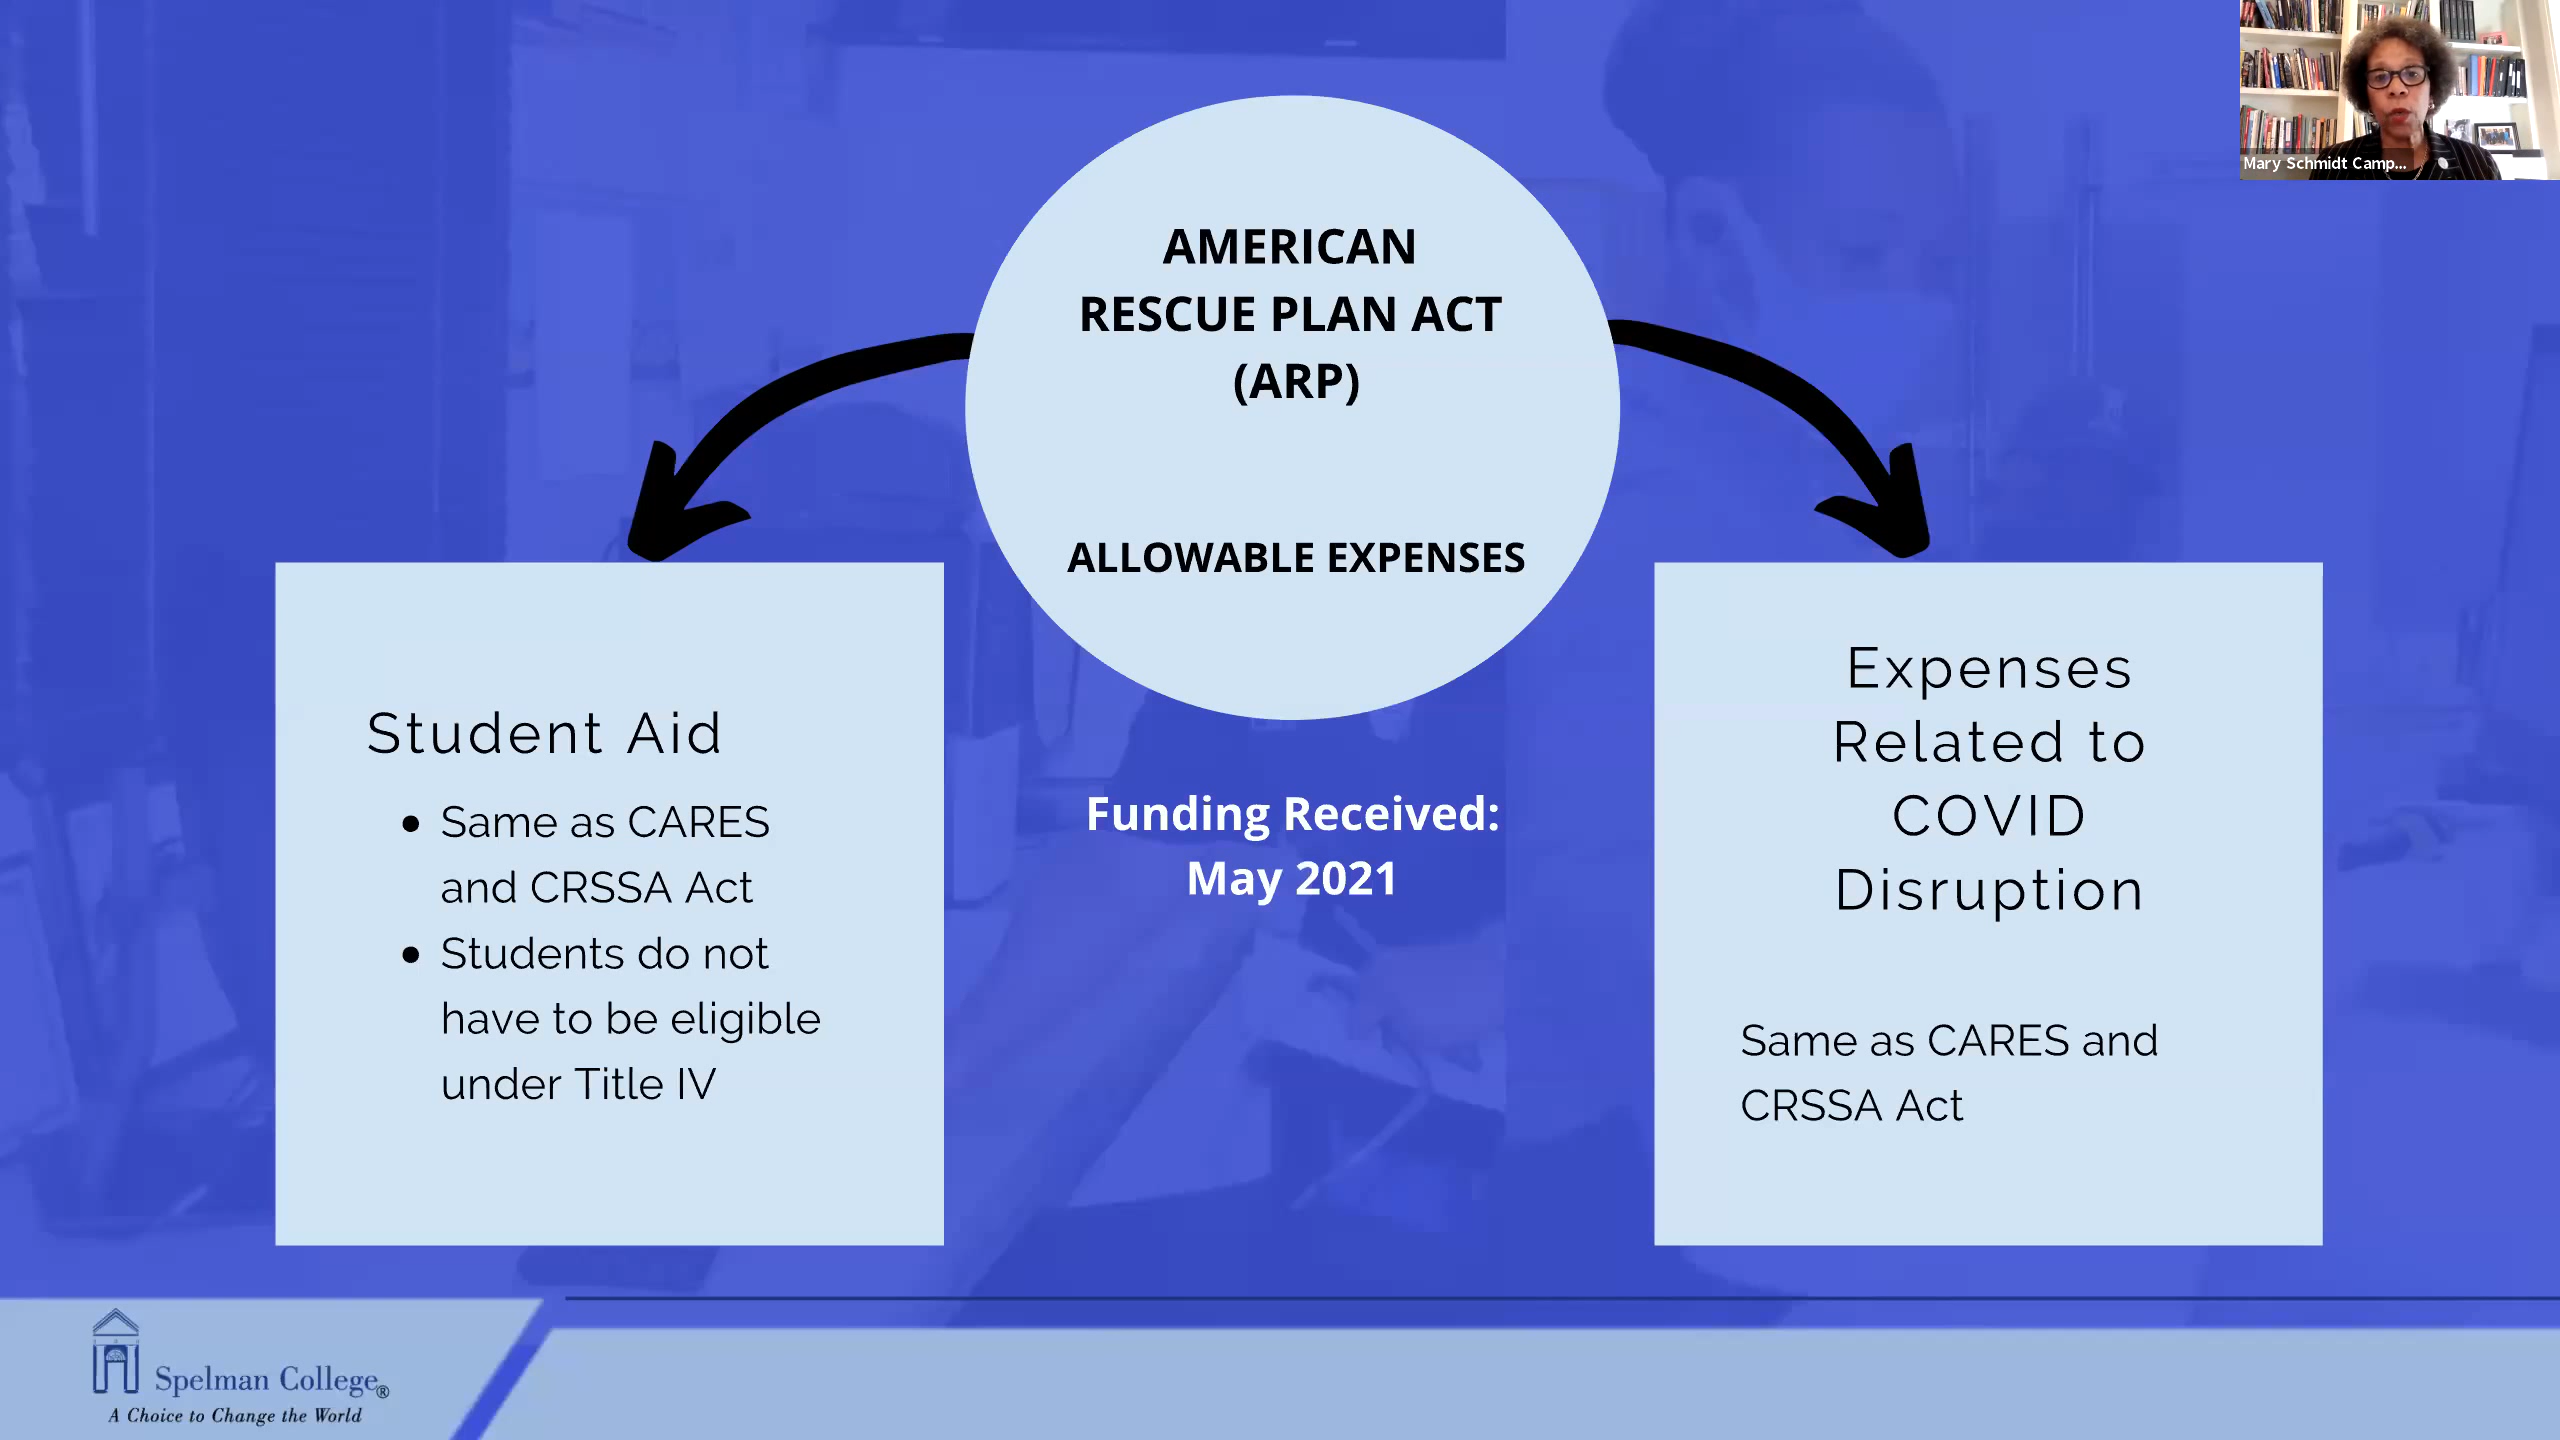 Mary Schmidt Camp...
AMERICAN
RESCUE PLAN ACT
(ARP)
ALLOWABLE EXPENSES
Student Aid
• Same as CARES
and CRSSA Act
• Students do not
have to be eligible
under Title IV
Funding Received:
May 2021
Expenses
Related to
COVID
Disruption
Same as CARES and
CRSSA Act
Spelman College®
A Choice to Change the World